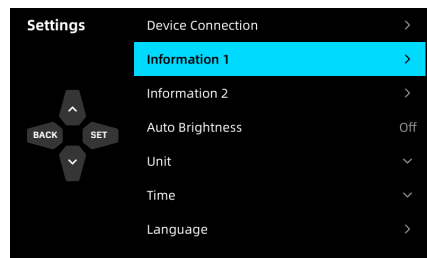 Settings
Device Connection
Information 1
Information 2
BACK
SET
Auto Brightness
Off
Unit
Time
Language